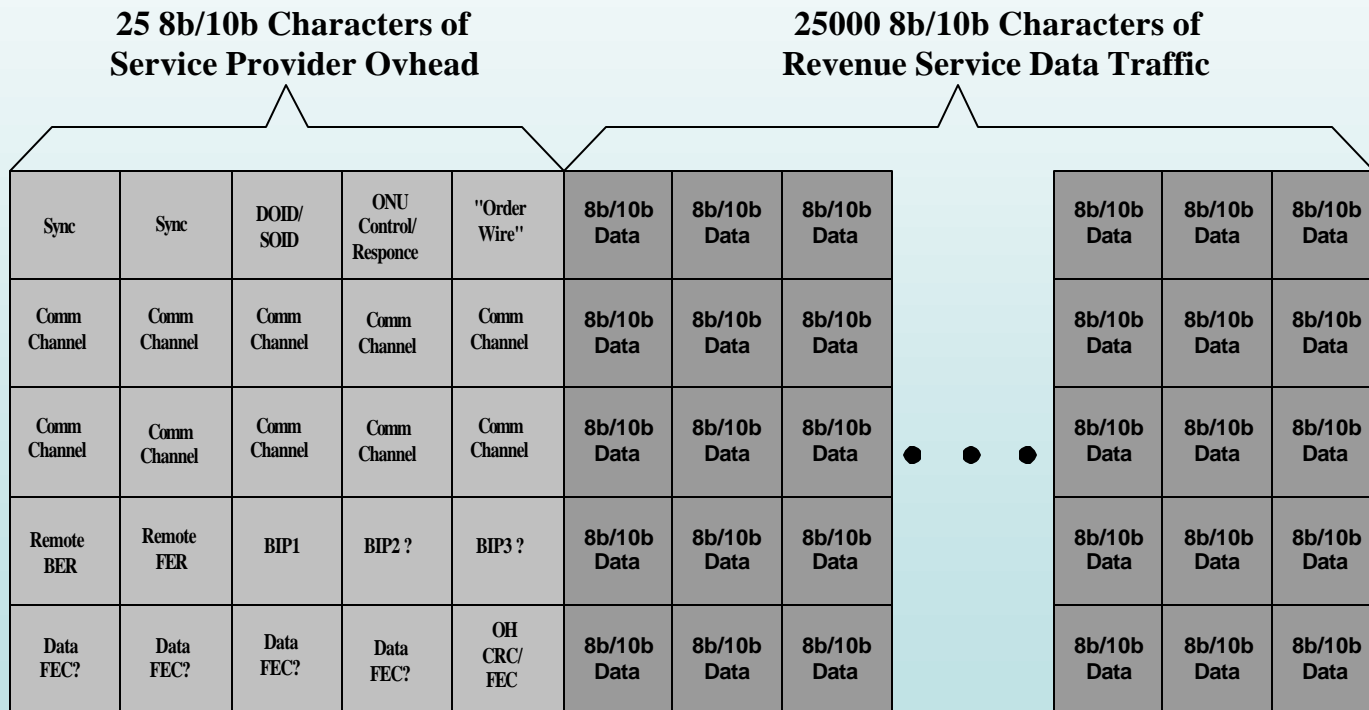 25 8b/10b Characters of
Service Provider Ovhead
25000 8b/10b Characters of
Revenue Service Data Traffic
Sync
Sync
DOID/
SOID
ONU
Control/
Responce
"Order
Wire"
8b/10b
Data
8b/10b
Data
8b/10b
Data
8b/10b
Data
8b/10b
Data
8b/10b
Data
Comm
Channel
Comm
Channel
Comm
Channel
Comm
Channel
Comm
Channel
8b/10b
Data
8b/10b
Data
8b/10b
Data
8b/10b
Data
8b/10b
Data
8b/10b
Data
Comm
Channel
Comm
Channel
Comm
Channel
Comm
Channel
Comm
Channel
8b/10b
Data
8b/10b
Data
8b/10b
Data
8b/10b
Data
8b/10b
Data
8b/10b
Data
Remote
BER
Remote
FER
BIP1
BIP2 ?
BIP3 ?
8b/10b
Data
8b/10b
Data
8b/10b
Data
8b/10b
Data
8b/10b
Data
8b/10b
Data
Data
FEC?
Data
FEC?
Data
FEC?
Data
FEC?
OH
CRC/
FEC
8b/10b
Data
8b/10b
Data
8b/10b
Data
8b/10b
Data
8b/10b
Data
8b/10b
Data